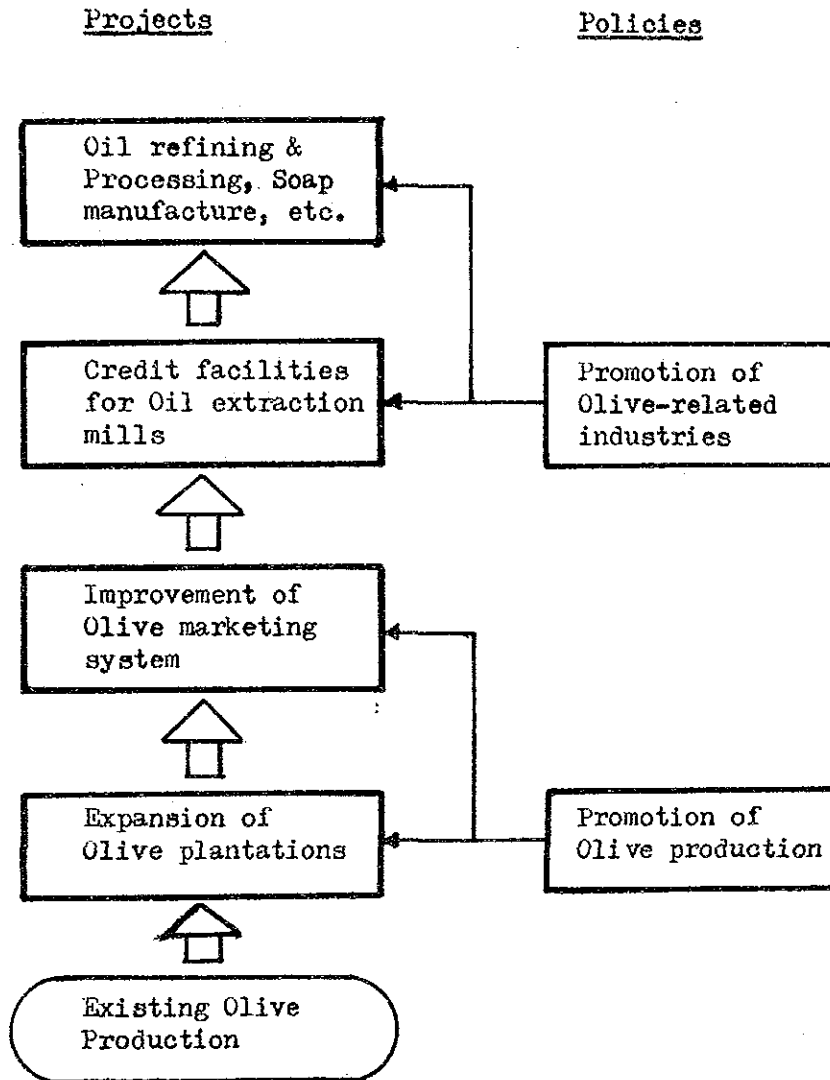 Projects
Policies
Oil refining &
Processing, Soap
manufacture, etc.
Credit facilities
for Oil extraction
mills
Promotion of
Olive-related
industries
Improvement of
Olive marketing
system
Expansion of
Olive plantations
Promotion of
Olive production
Existing Olive
Production